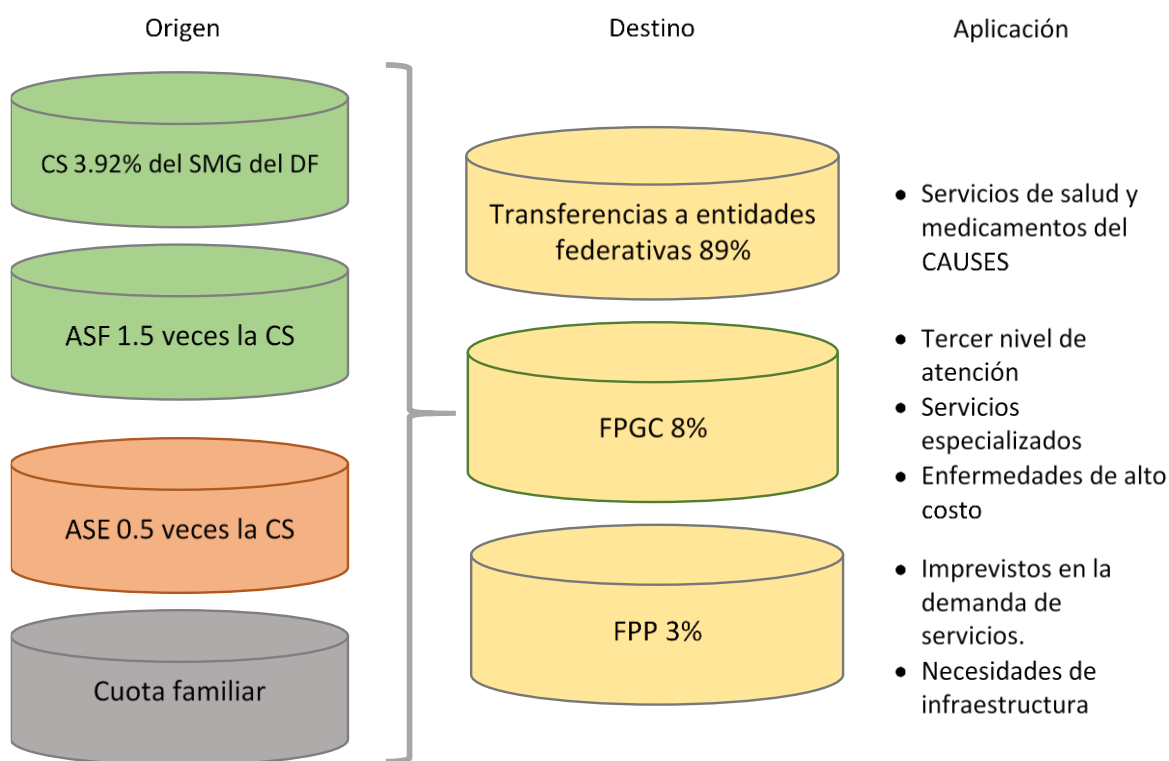 Origen
Destino
Aplicación
CS 3.92% del SMG del DF
ASF 1.5 veces la CS
ASE 0.5 veces la CS
Cuota familiar
Transferencias a entidades
federativas 89%
FPGC 8%
FPP 3%
• Servicios de salud y
medicamentos del
CAUSES
• Tercer nivel de
atención
• Servicios
especializados
• Enfermedades de alto
costo
• Imprevistos en la
demanda de
servicios.
• Necesidades de
infraestructura